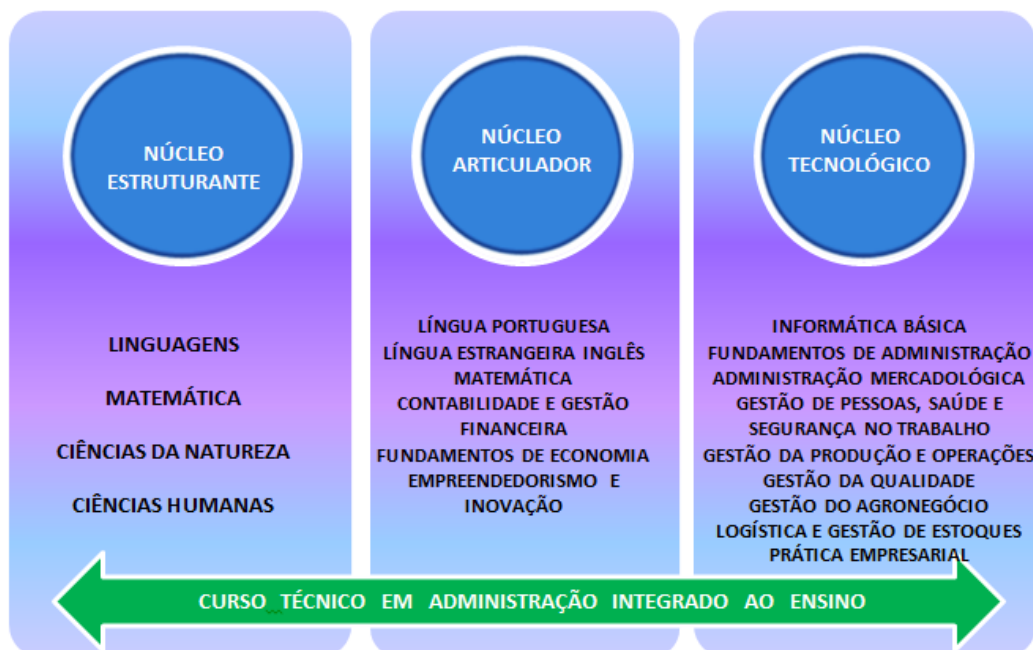 NÚCLEO
ESTRUTURANTE
LINGUAGENS
MATEMÁTICA
CIÊNCIAS DA NATUREZA
CIÊNCIAS HUMANAS
NÚCLEO
ARTICULADOR
LÍNGUA PORTUGUESA
LÍNGUA ESTRANGEIRA INGLÊS
MATEMÁTICA
CONTABILIDADE E GESTÃO
FINANCEIRA
FUNDAMENTOS DE ECONOMIA
EMPREENDEDORISMO E
INOVAÇÃO
NÚCLEO
TECNOLÓGICO
INFORMÁTICA BÁSICA
FUNDAMENTOS DE ADMINISTRAÇÃO
ADMINISTRAÇÃO MERCADOLÓGICA
GESTÃO DE PESSOAS, SAÚDE E
SEGURANÇA NO TRABALHO
GESTÃO DA PRODUÇÃO E OPERAÇÕES
GESTÃO DA QUALIDADE
GESTÃO DO AGRONEGÓCIO
LOGÍSTICA E GESTÃO DE ESTOQUES
PRÁTICA EMPRESARIAL
CURSO TÉCNICO EM ADMINISTRAÇÃO INTEGRADO AO ENSINO